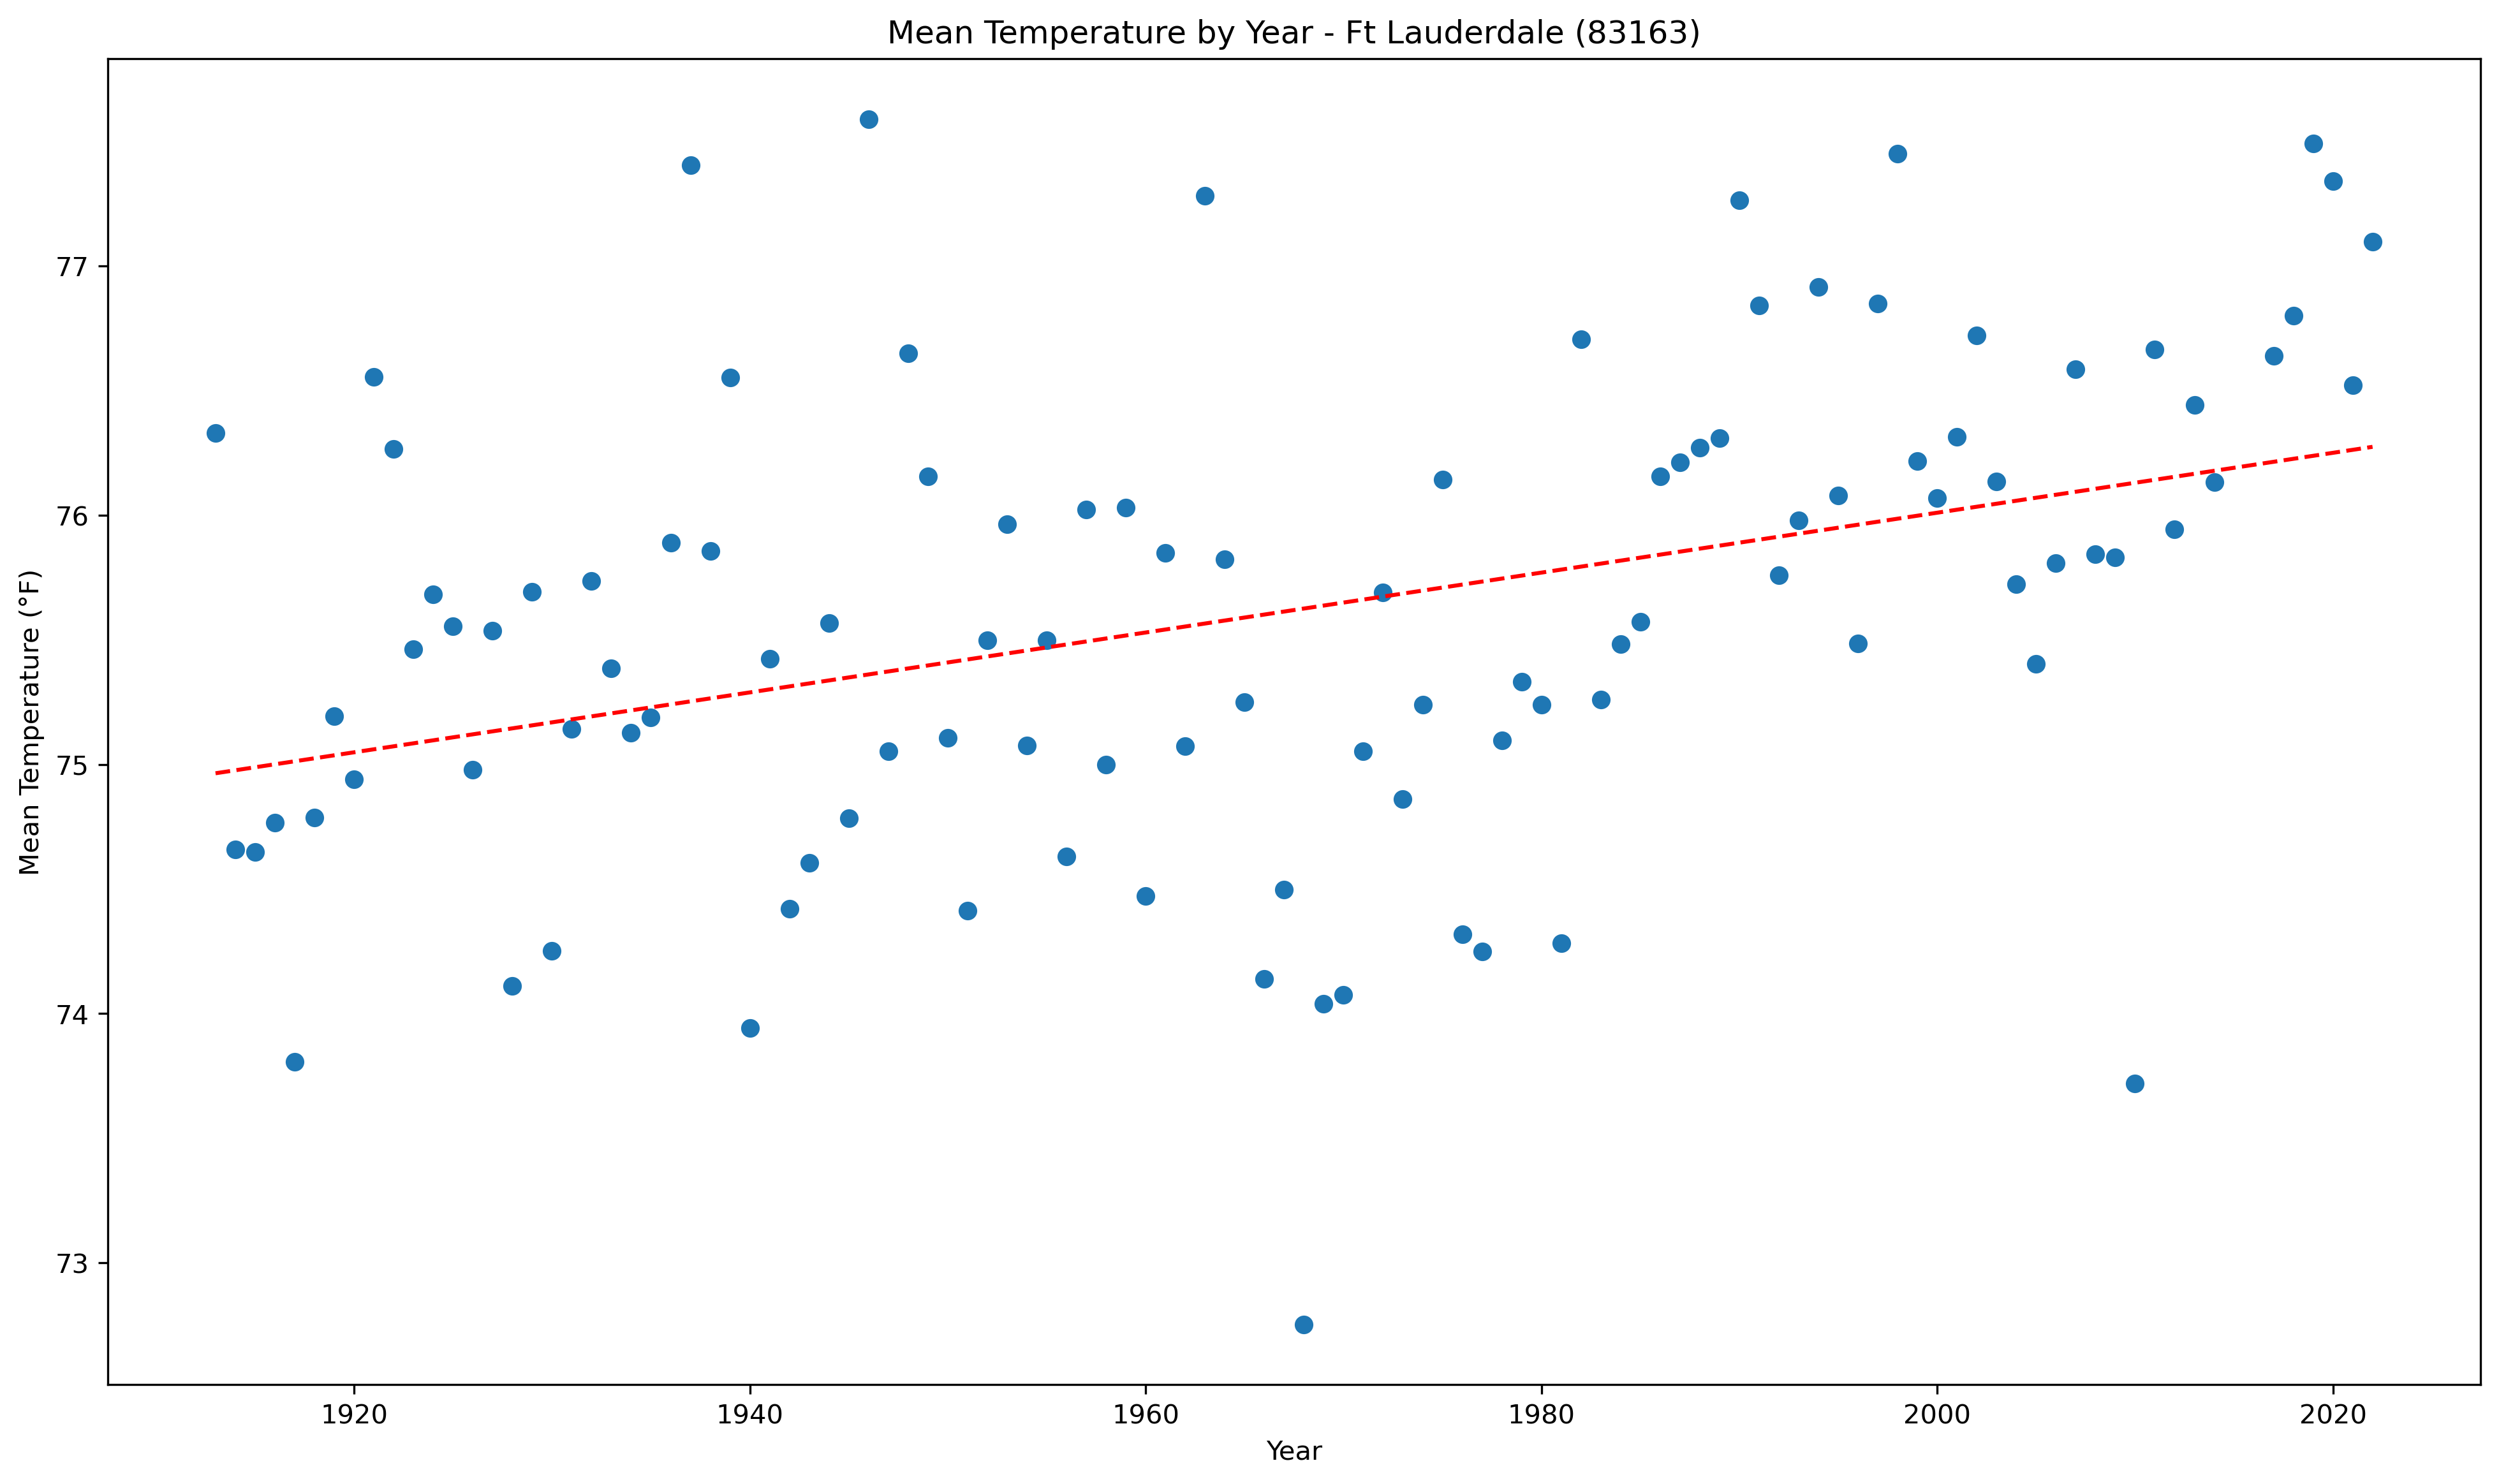 Mean Temperature by Year - Ft Lauderdale (83163)
Mean Temperature (°F)
77
76
75
74
73
1920 1940 1960 1980 2000 2020
Year